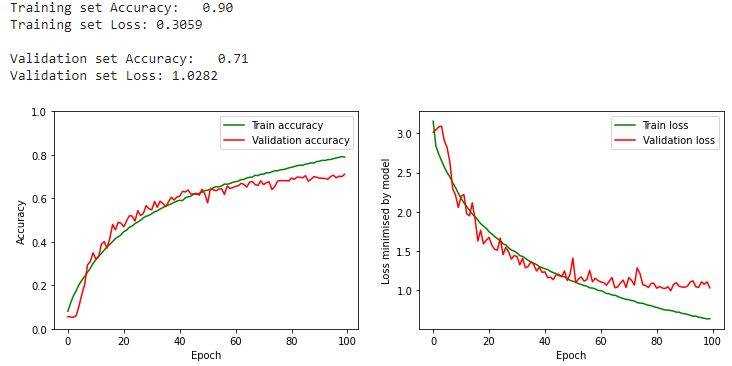 Training set Accuracy:   0.90
Training set Loss: 0.3059
Validation set Accuracy:   0.71
Validation set Loss: 1.0282
1.0
0.8
0.6
0.4
0.2
0.0
Accuracy
Train accuracy
Validation accuracy
0 20 40 60 80 100
Epoch
3.0
2.5
2.0
1.5
1.0
Loss minimised by model
Train loss
Validation loss
0 20 40 60 80 100
Epoch